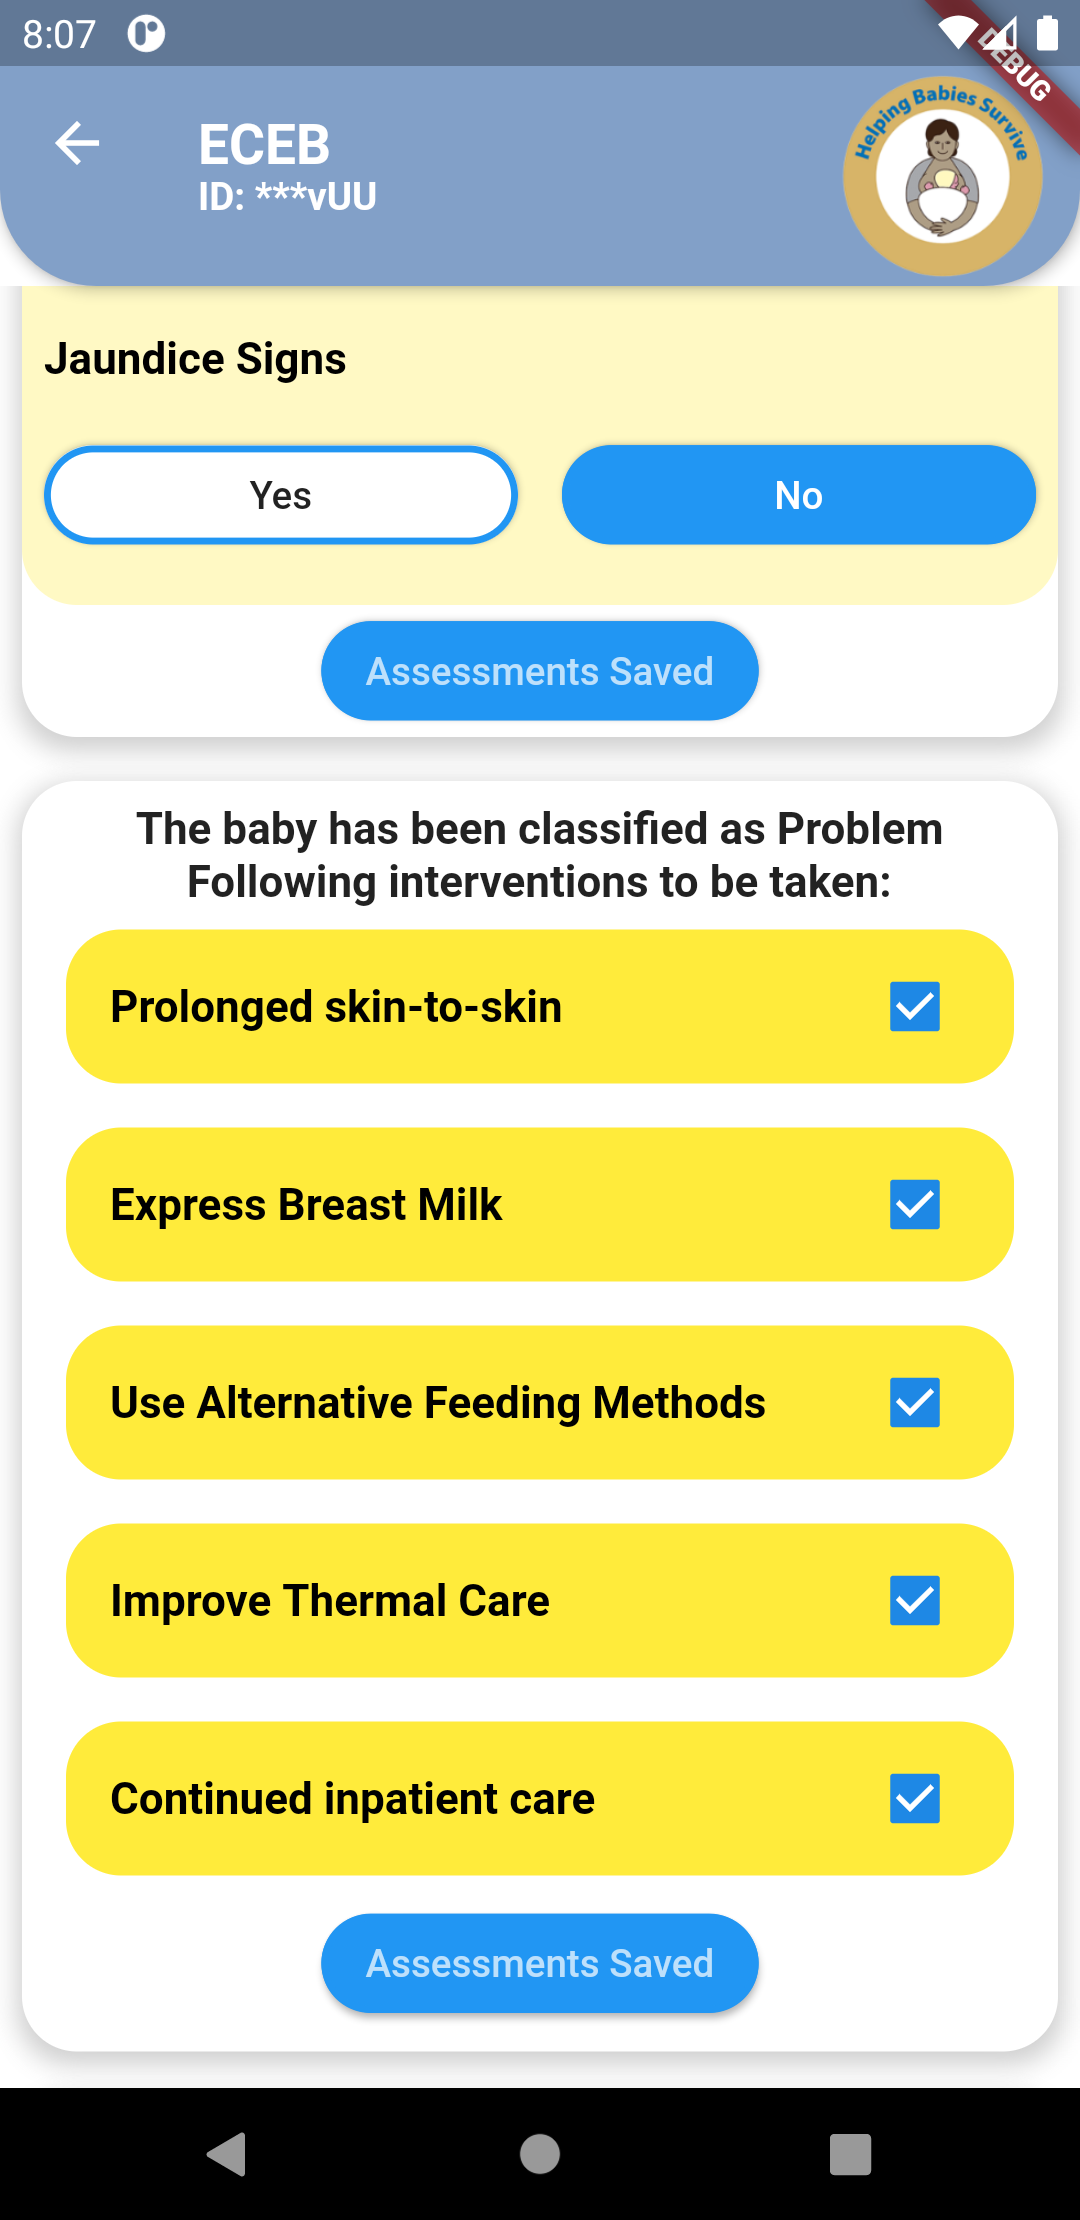 8:07
DEBUG
ECEB
ID: ***vUU
Helping Babies Survive
Jaundice Signs
Yes
No
Assessments Saved
The baby has been classified as Problem
Following interventions to be taken:
Prolonged skin-to-skin
Express Breast Milk
Use Alternative Feeding Methods
Improve Thermal Care
Continued inpatient care
Assessments Saved